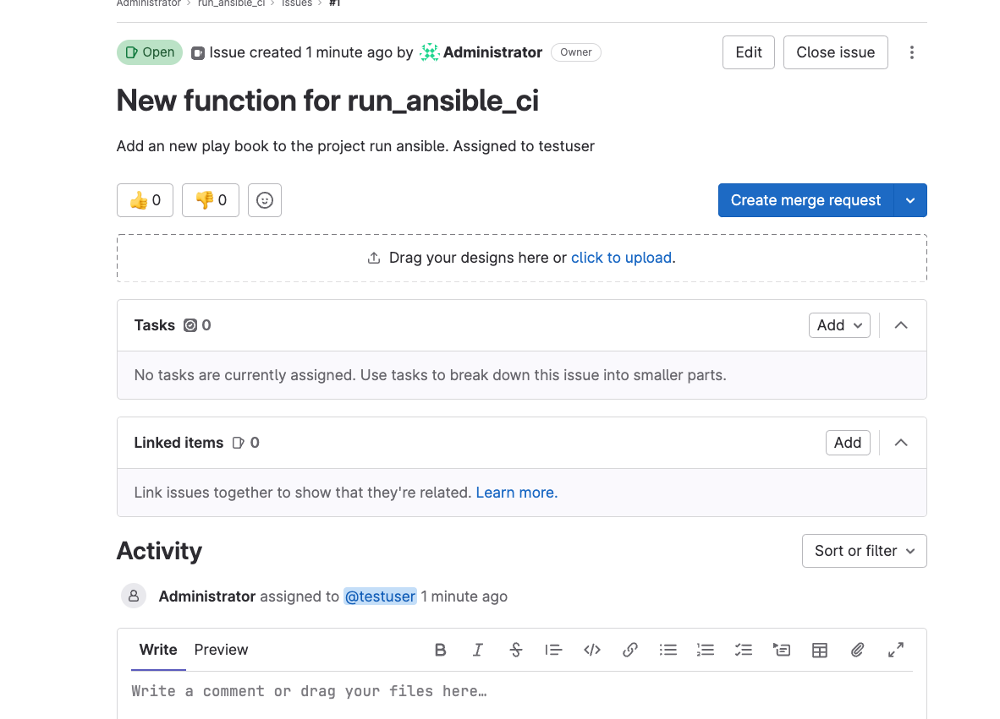 Administrator > run_ansible_ci > Issues > #1
Open Issue created 1 minute ago by Administrator Owner Edit Close issue
New function for run_ansible_ci
Add an new play book to the project run ansible. Assigned to testuser
0 0 Create merge request
Drag your designs here or click to upload.
Tasks 0 Add
No tasks are currently assigned. Use tasks to break down this issue into smaller parts.
Linked items 0 Add
Link issues together to show that they're related. Learn more.
Activity Sort or filter
Administrator assigned to @testuser 1 minute ago
Write Preview
Write a comment or drag your files here…